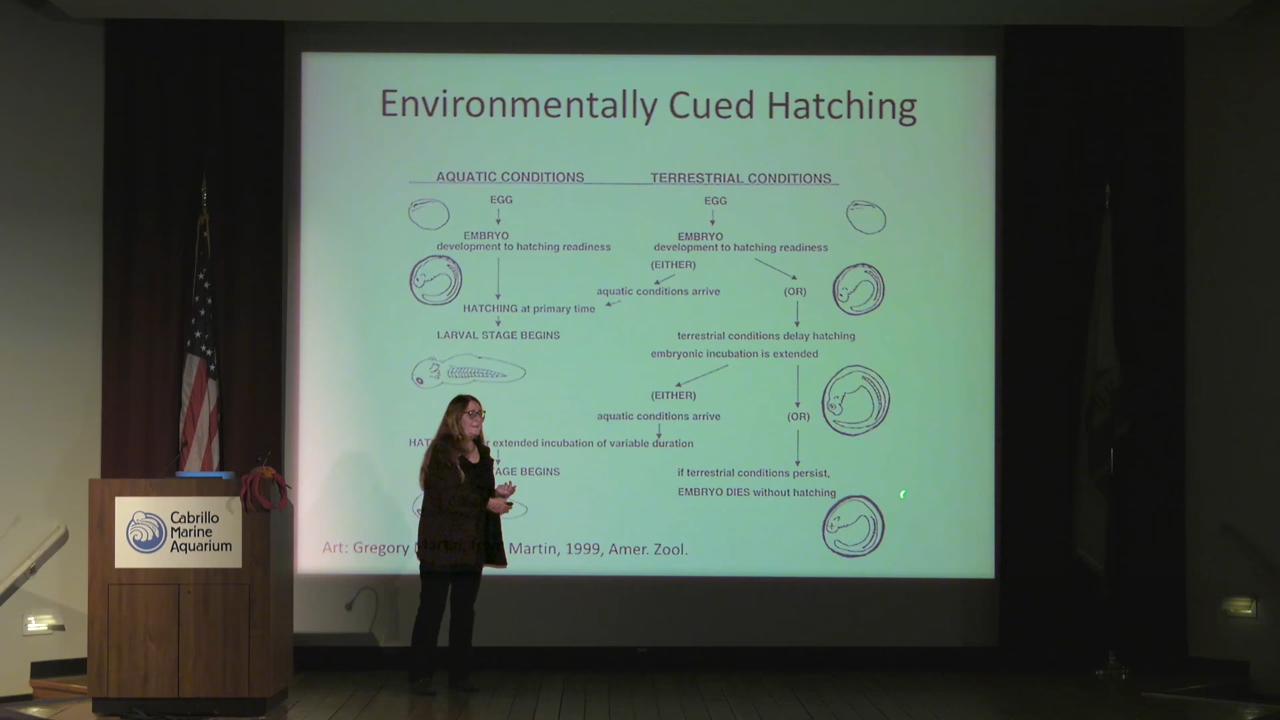 Environmentally Cued Hatching
AQUATIC CONDITIONS
TERRESTRIAL CONDITIONS
EGG
EGG
EMBRYO
development to hatching readiness
EMBRYO
development to hatching readiness
(EITHER)
aquatic conditions arrive
(OR)
HATCHING at primary time
LARVAL STAGE BEGINS
terrestrial conditions delay hatching
embryonic incubation is extended
(EITHER)
aquatic conditions arrive
(OR)
extended incubation of variable duration
BEGINS
if terrestrial conditions persist,
EMBRYO DIES without hatching
Art: Gregory Martin, Martin, 1999, Amer. Zool.
Cabrillo
Marine
Aquarium